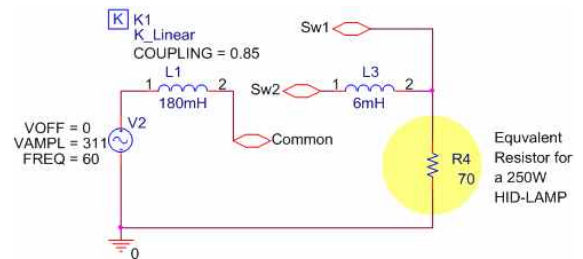 K K1
K_Linear
COUPLING = 0.85
Sw1
1 L1 2
180mH
Sw2
1 L3 2
6mH
VOFF = 0
VAMPL = 311
FREQ = 60
V2
Common
R4
70
Equvalent
Resistor for
a 250W
HID-LAMP
0